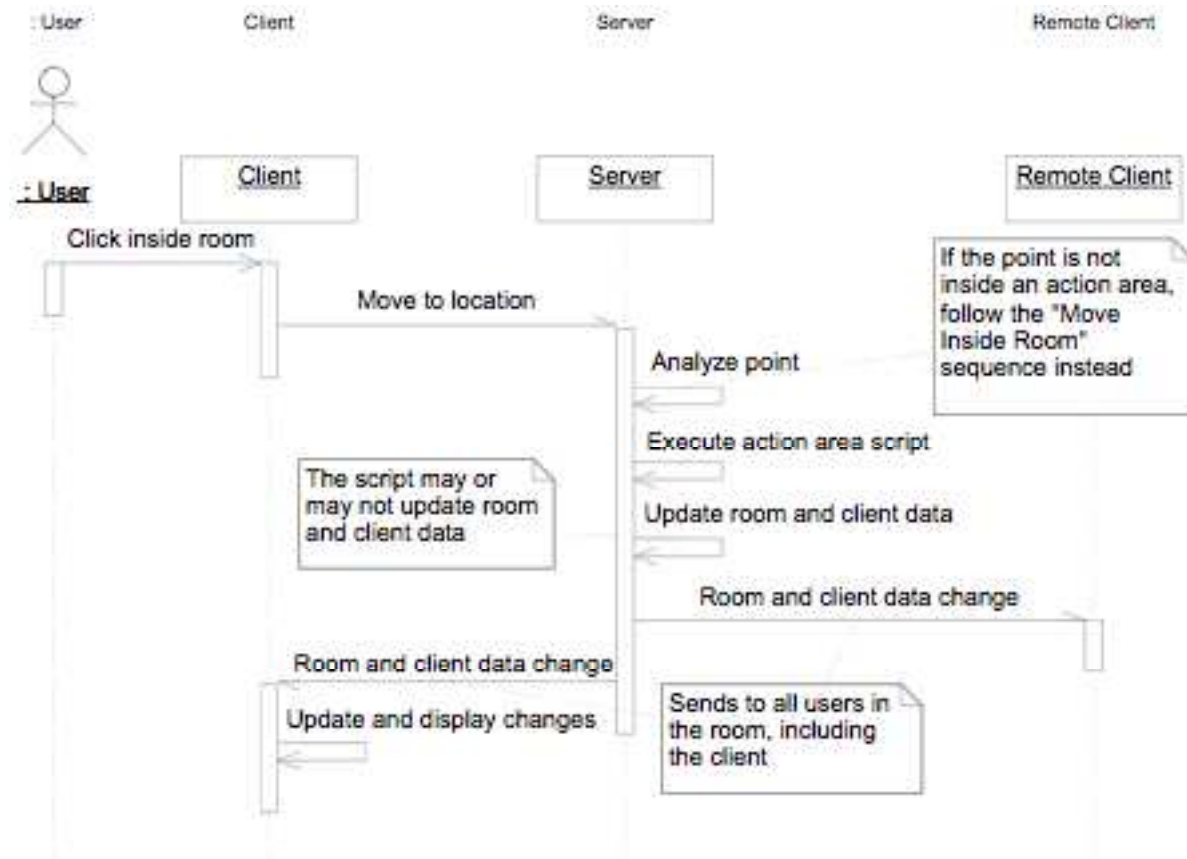 : User
Client
Server
Remote Client
: User
Client
Server
Remote Client
Click inside room
If the point is not
inside an action area,
follow the "Move
Inside Room"
sequence instead
Move to location
Analyze point
Execute action area script
The script may or
may not update room
and client data
Update room and client data
Room and client data change
Room and client data change
Sends to all users in
the room, including
the client
Update and display changes